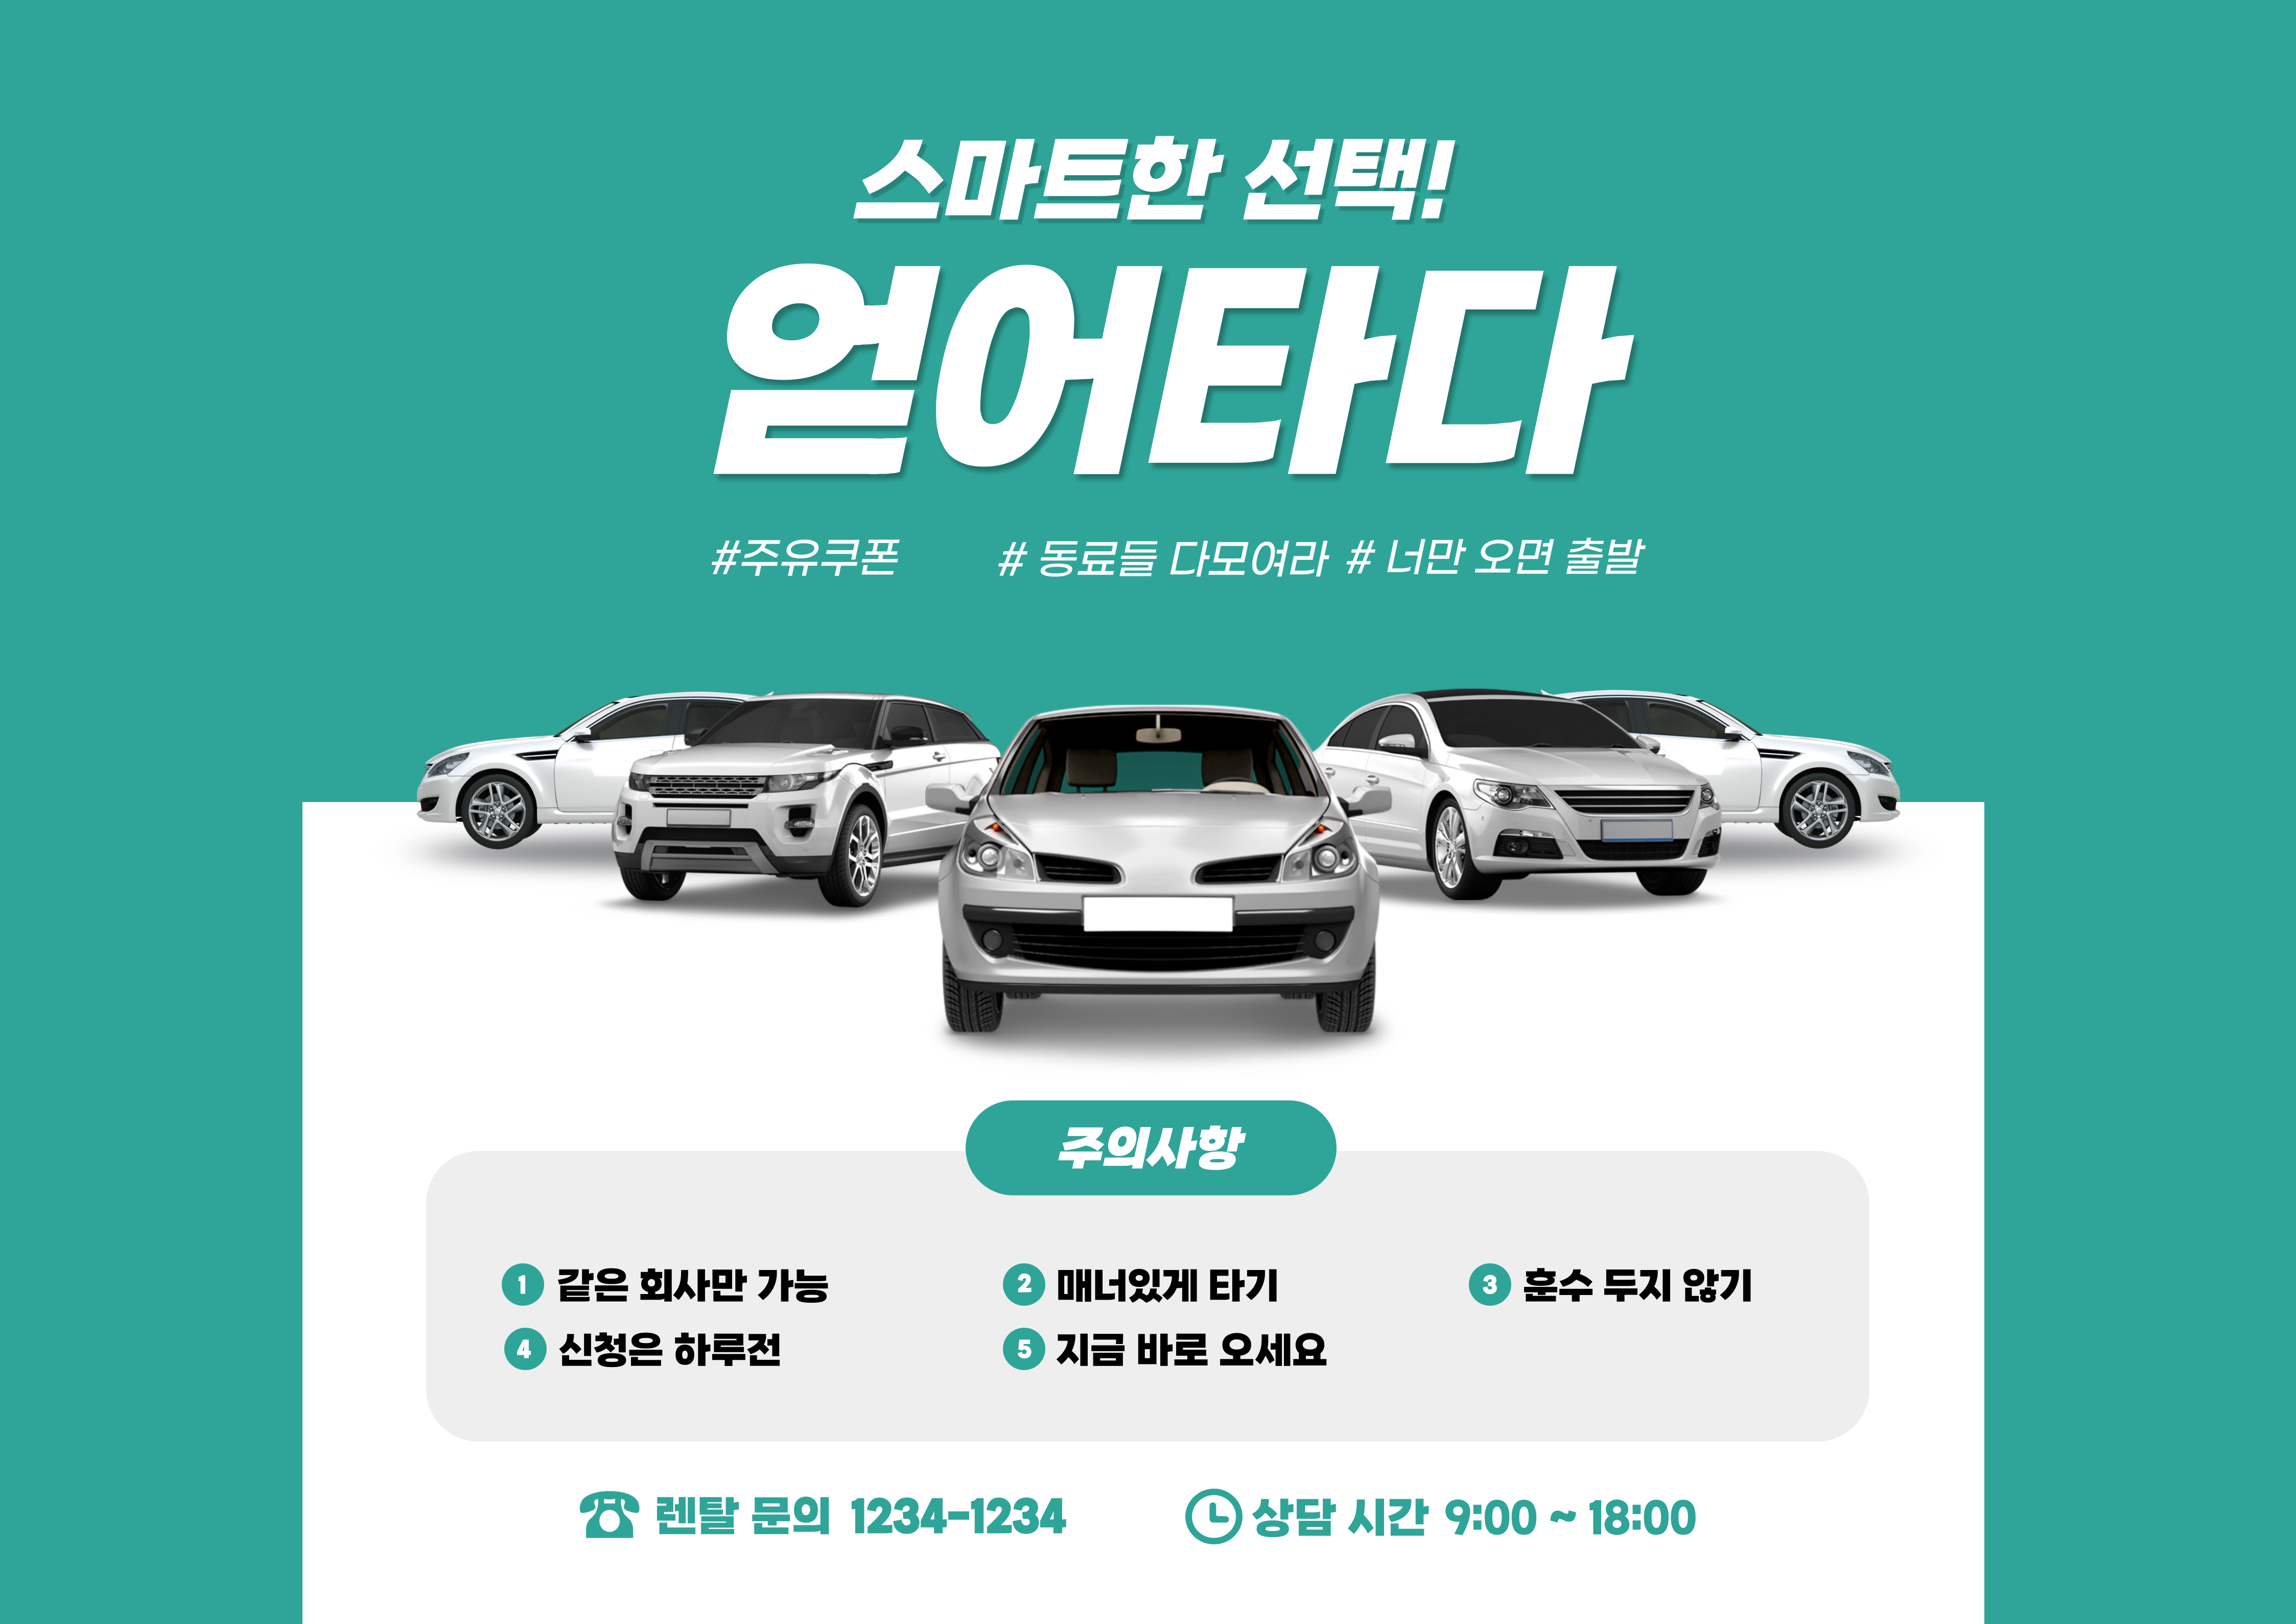 스마트한 선택!
얻어타다
#주유쿠폰 # 동료들 다모여라 # 너만 오면 출발
주의사항
1 같은 회사만 가능 2 매너있게 타기 3 훈수 두지 않기
4 신청은 하루전 5 지금 바로 오세요
렌탈 문의 1234-1234 상담 시간 9:00 ~ 18:00